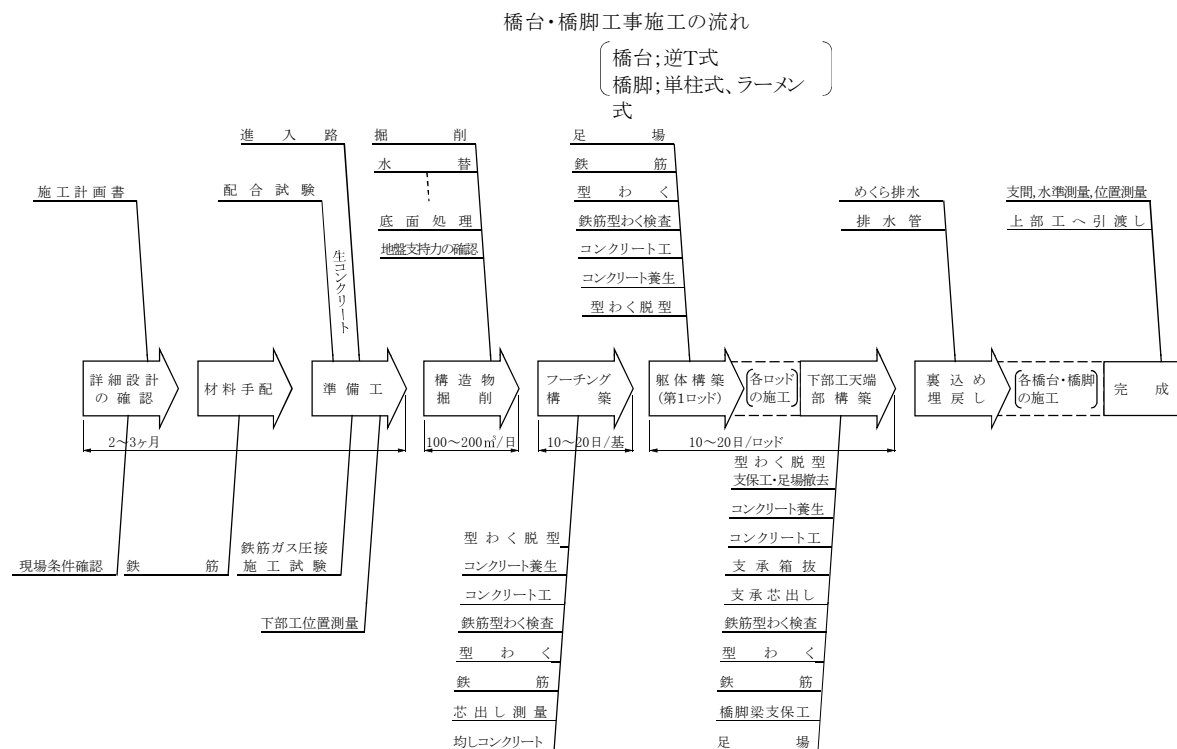 橋台・橋脚工事施工の流れ
橋台;逆T式
橋脚;単柱式、ラーメン
式
進入路
掘削
足場
水替
鉄筋
施工計画書
配合試験
型わく
めくら排水
支間,水準測量,位置測量
底面処理
鉄筋型わく検査
排水管
上部工へ引渡し
地盤支持力の確認
コンクリート工
生コンクリート
コンクリート養生
型わく脱型
詳細設計
の確認
材料手配
準備工
構造物
掘削
フーチング
構築
躯体構築
(第1ロッド)
各ロッド
の施工
下部工天端
部構築
裏込め
埋戻し
各橋台・橋脚
の施工
完成
2〜3ヶ月
100〜200㎥/日
10〜20日/基
10〜20日/ロッド
型わく脱型
支保工・足場撤去
コンクリート養生
コンクリート工
支承箱抜
支承芯出し
鉄筋型わく検査
型わく
鉄筋
橋脚梁支保工
足場
型わく脱型
コンクリート養生
コンクリート工
鉄筋型わく検査
型わく
鉄筋
芯出し測量
均しコンクリート
現場条件確認
鉄筋
鉄筋ガス圧接
施工試験
下部工位置測量